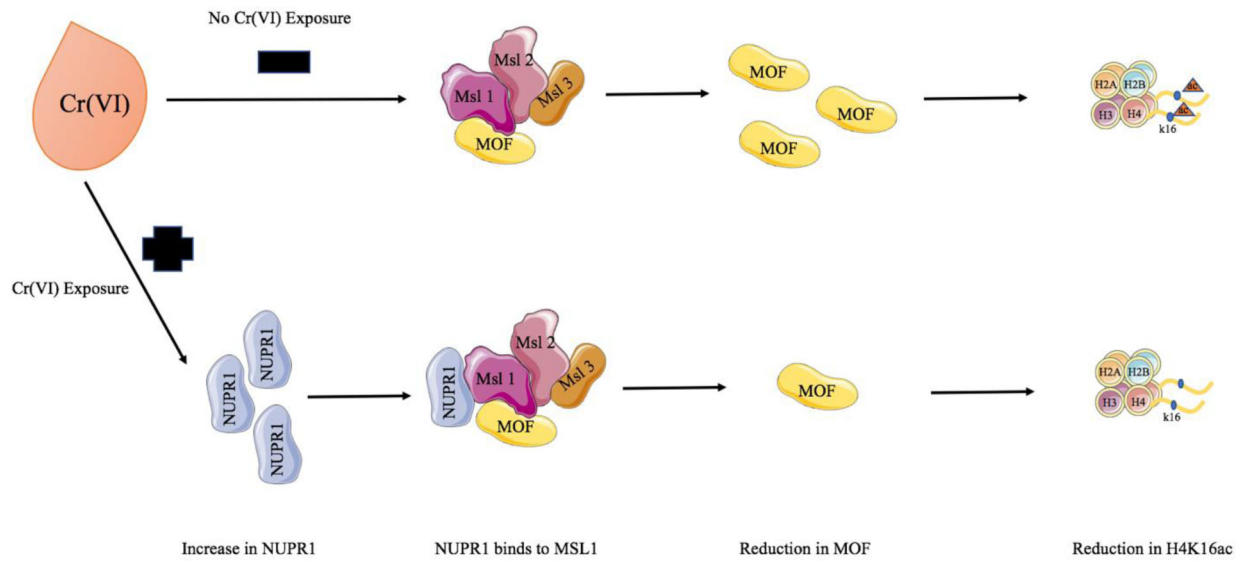 No Cr(VI) Exposure
Cr(VI)
Msl 1
Msl 2
Msl 3
MOF
MOF
MOF
MOF
H2A
H2B
H3
H4
ac
ac
k16
Cr(VI) Exposure
NUPR1
NUPR1
NUPR1
NUPR1
Msl 1
Msl 2
Msl 3
MOF
MOF
H2A
H2B
H3
H4
k16
Increase in NUPR1
NUPR1 binds to MSL1
Reduction in MOF
Reduction in H4K16ac